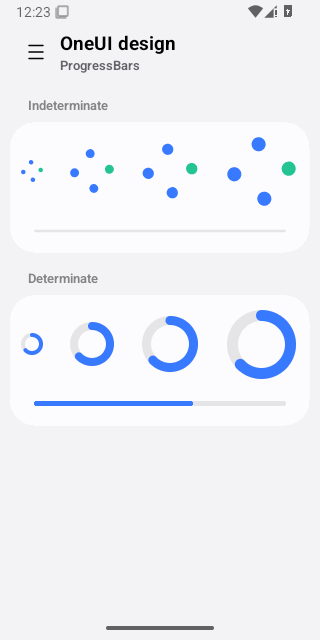 12:23
OneUI design
ProgressBars
Indeterminate
Determinate